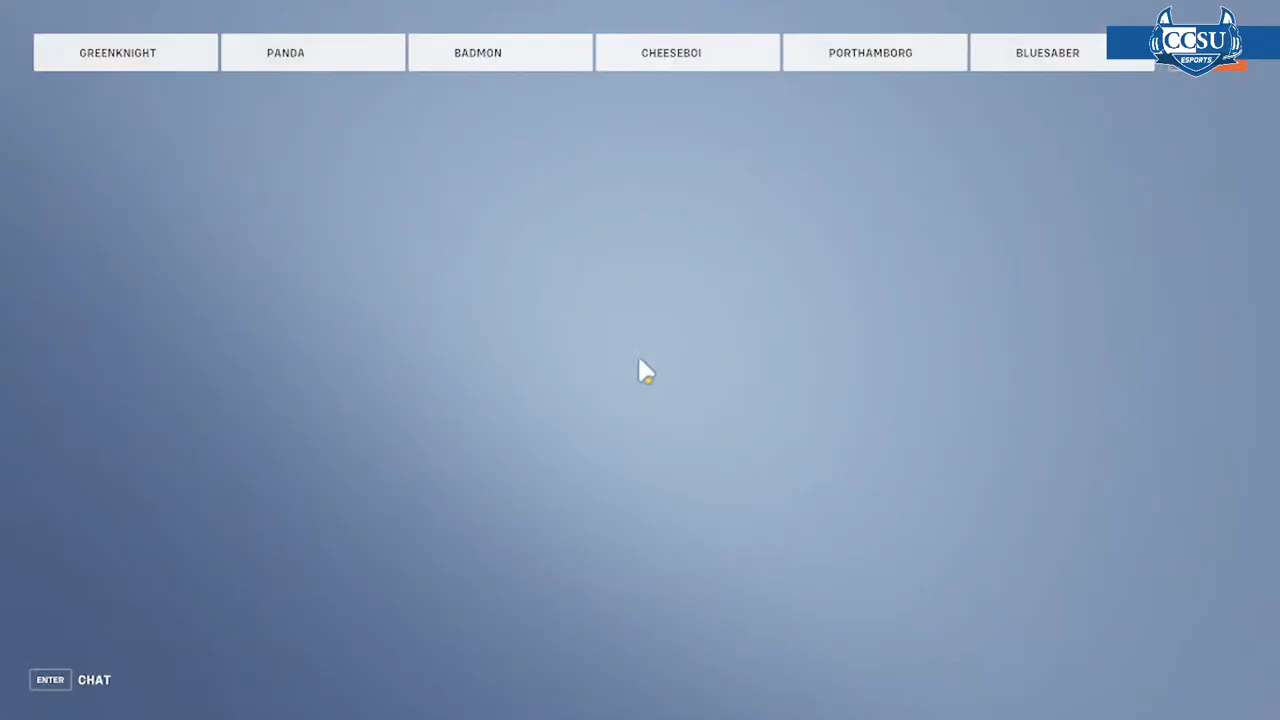 GREENKNIGHT
PANDA
BADMON
CHEESEBOI
PORTHAMBORG
BLUESABER
CCSU
ESPORTS
ENTER CHAT